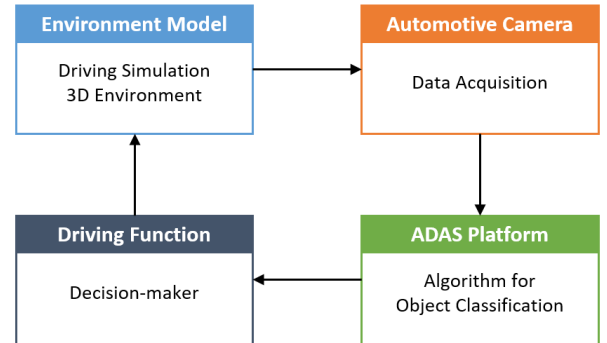 Environment Model
Driving Simulation
3D Environment
Automotive Camera
Data Acquisition
Driving Function
Decision-maker
ADAS Platform
Algorithm for
Object Classification